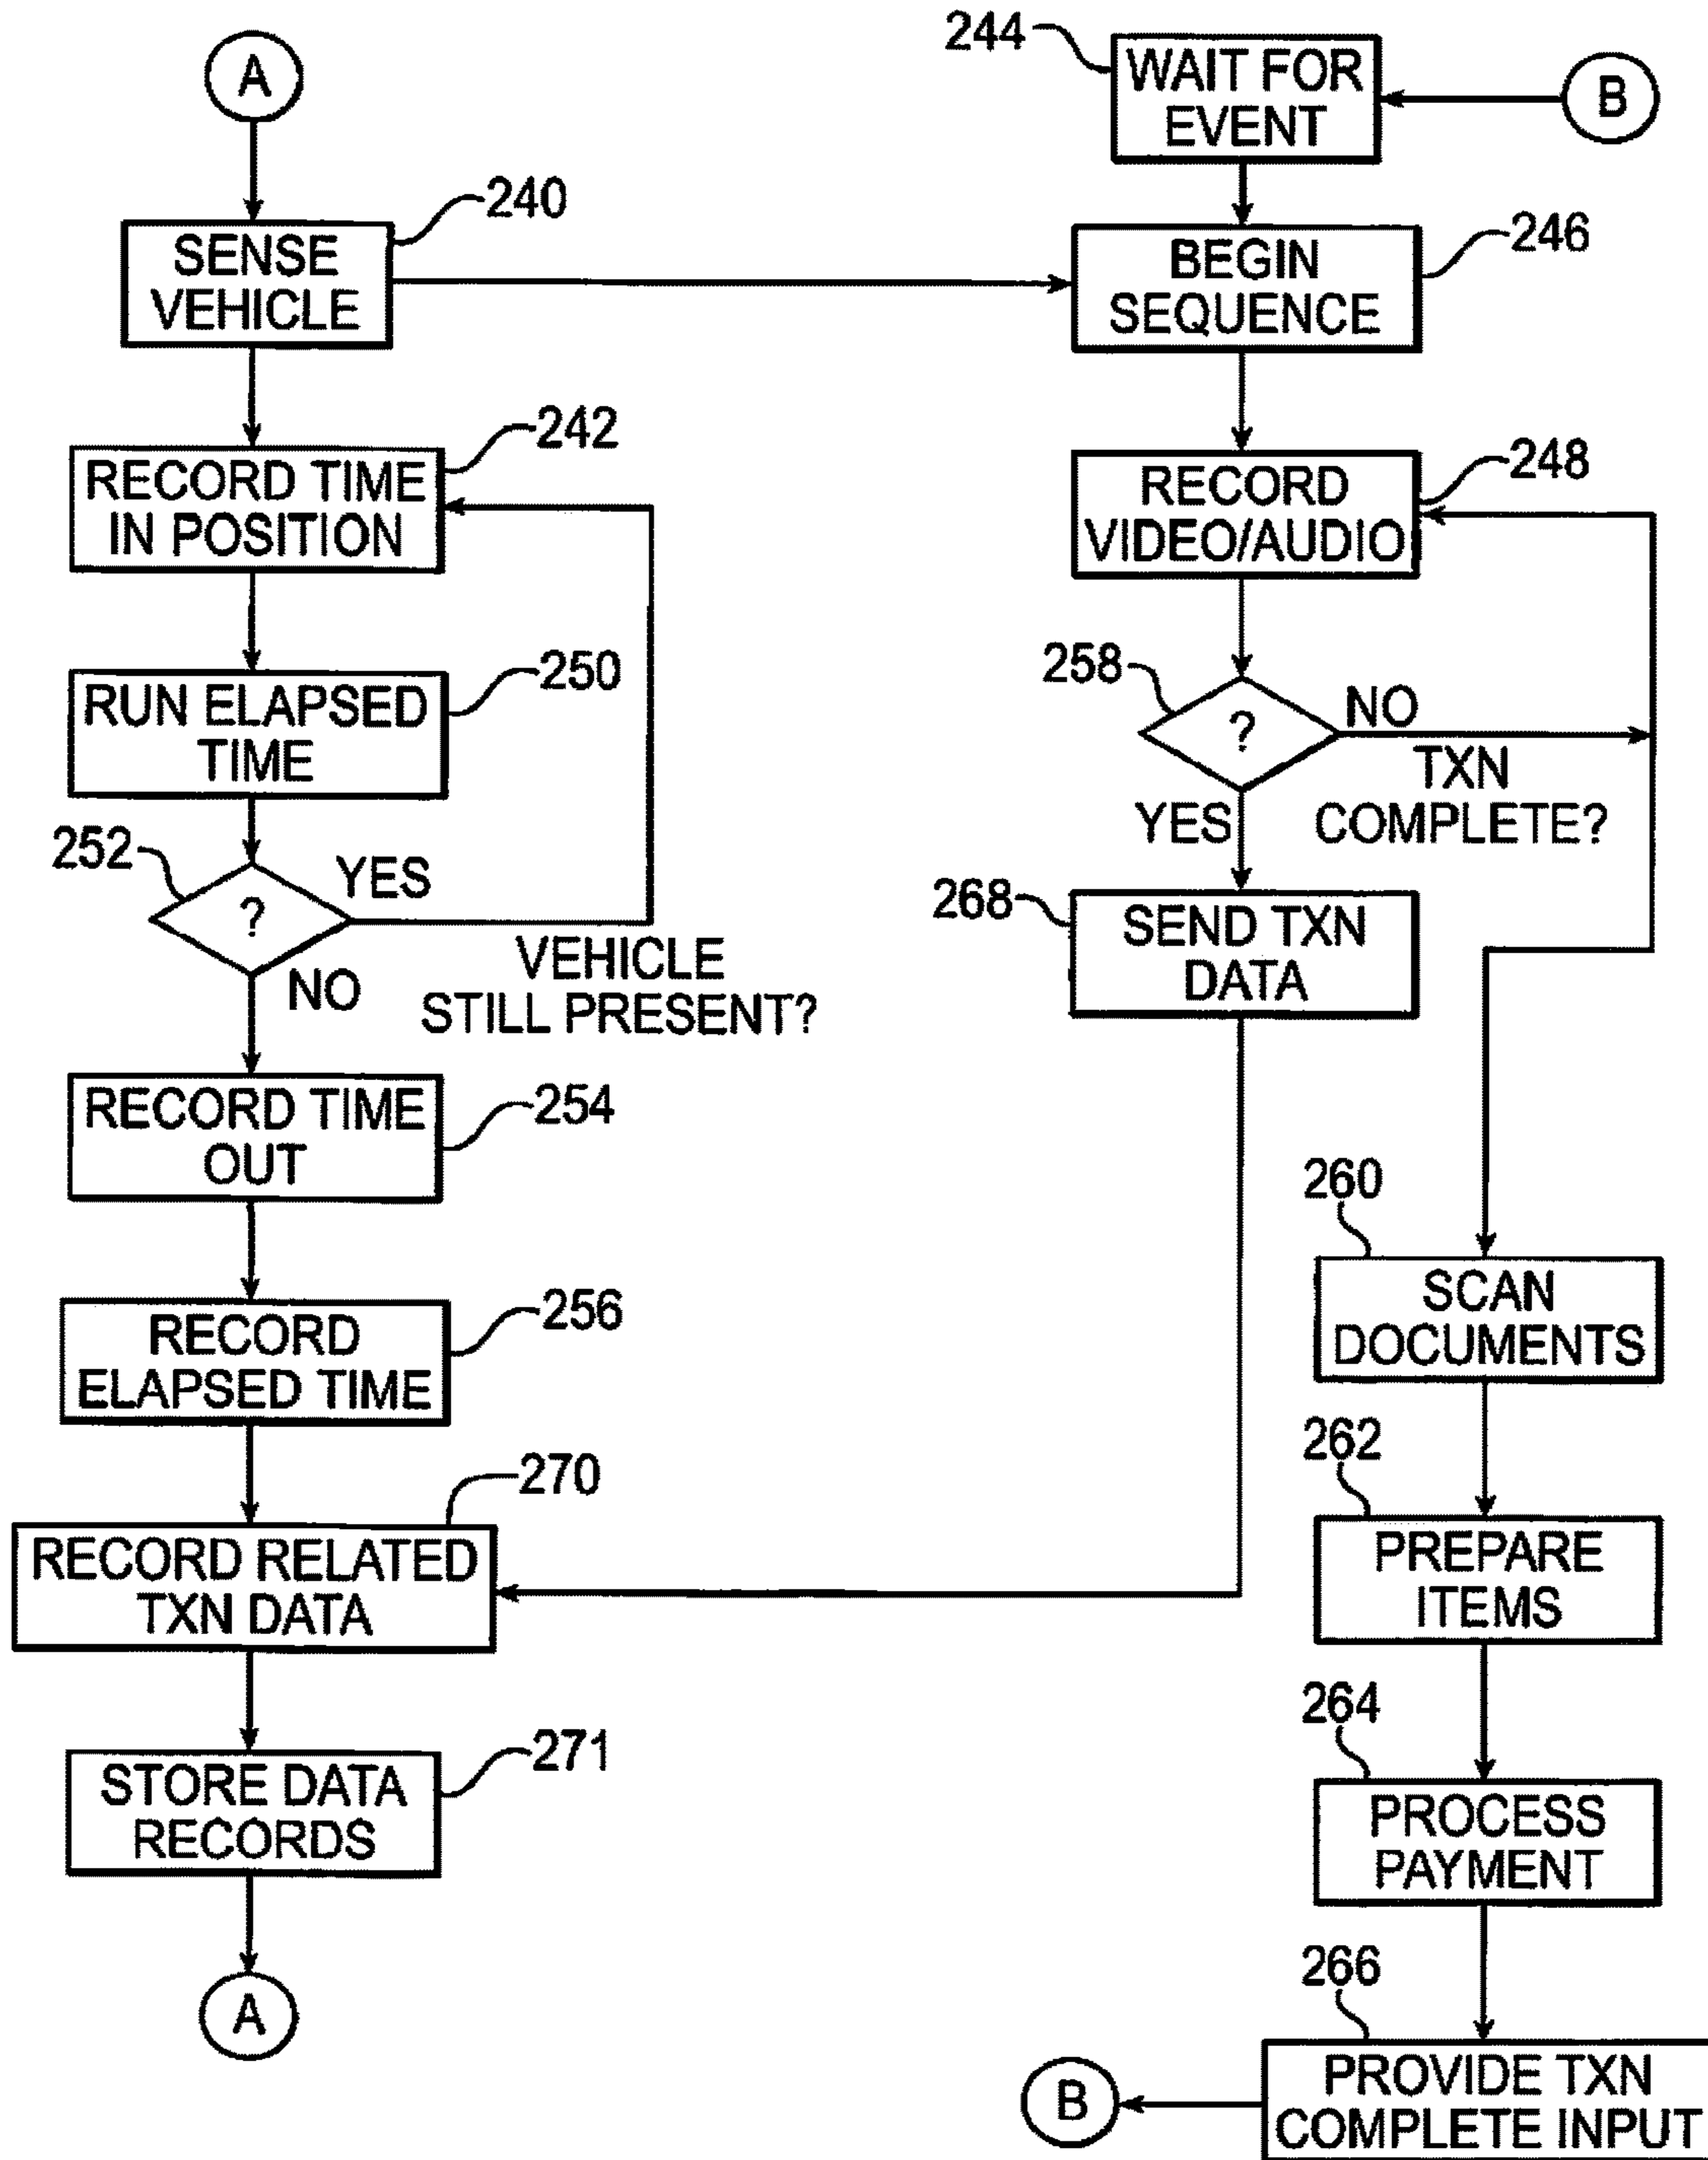 A
240
SENSE
VEHICLE
242
RECORD TIME
IN POSITION
250
RUN ELAPSED
TIME
252
?
YES
NO
VEHICLE
STILL PRESENT?
254
RECORD TIME
OUT
256
RECORD
ELAPSED TIME
270
RECORD RELATED
TXN DATA
271
STORE DATA
RECORDS
A
244
WAIT FOR
EVENT
B
246
BEGIN
SEQUENCE
248
RECORD
VIDEO/AUDIO
258
?
NO
TXN
COMPLETE?
YES
268
SEND TXN
DATA
260
SCAN
DOCUMENTS
262
PREPARE
ITEMS
264
PROCESS
PAYMENT
266
PROVIDE TXN
COMPLETE INPUT
B